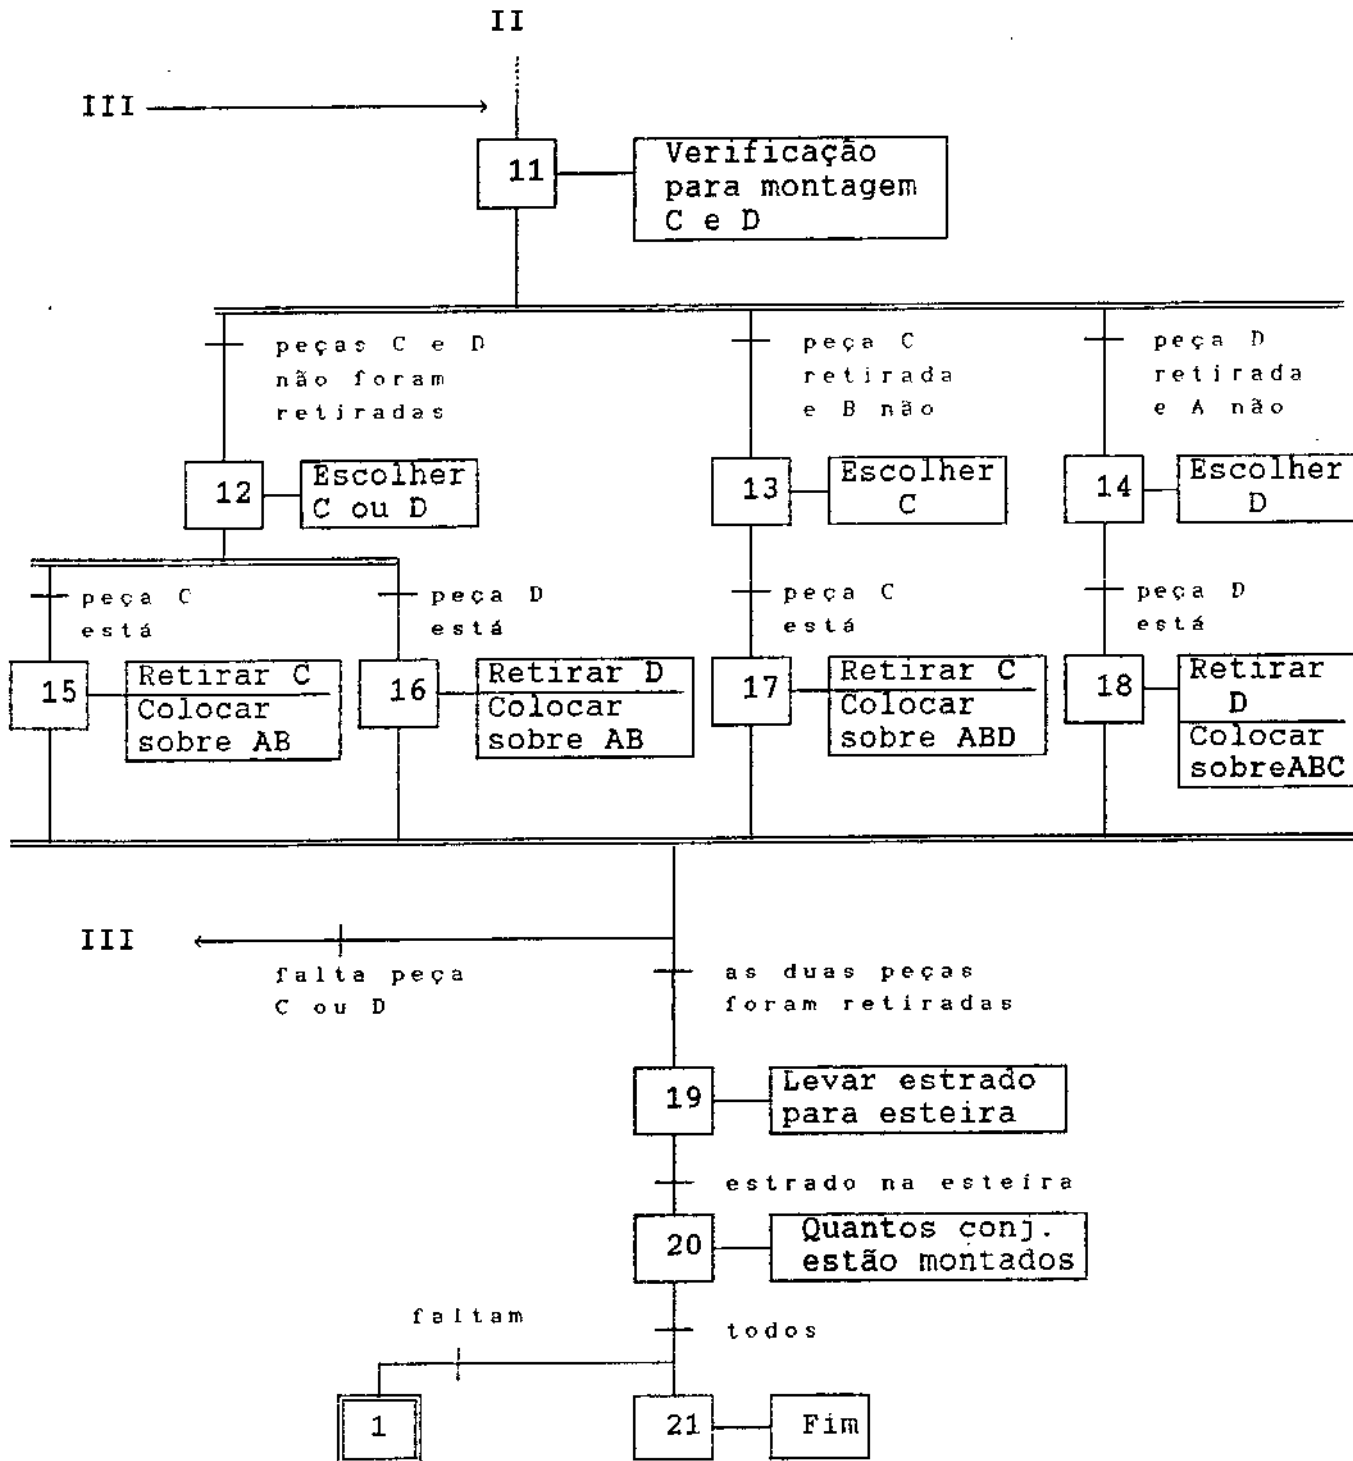 II
III
11
Verificação
para montagem
C e D
peças C e D
não foram
retiradas
peça C
retirada
e B não
peça D
retirada
e A não
12
Escolher
C ou D
13
Escolher
C
14
Escolher
D
peça C
está
peça D
está
peça C
está
peça D
está
15
Retirar C
Colocar
sobre AB
16
Retirar D
Colocar
sobre AB
17
Retirar C
Colocar
sobre ABD
18
Retirar
D
Colocar
sobreABC
III
falta peça
C ou D
as duas peças
foram retiradas
19
Levar estrado
para esteira
estrado na esteira
20
Quantos conj.
estão montados
faltam
todos
1
21
Fim